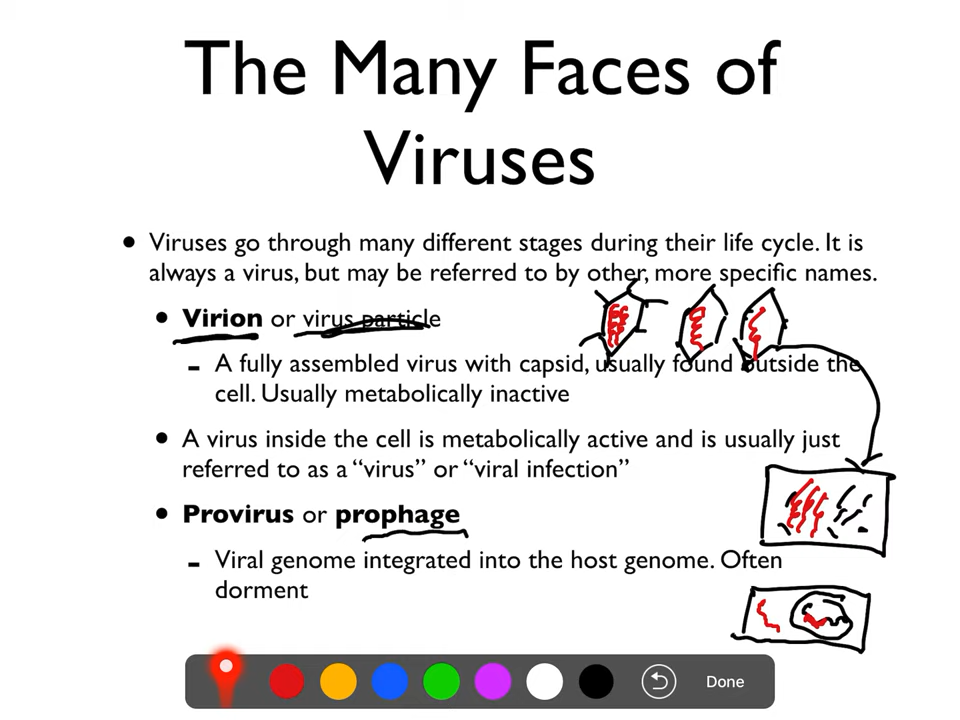 The Many Faces of
Viruses
• Viruses go through many different stages during their life cycle. It is
always a virus, but may be referred to by other, more specific names.
• Virion or virus particle
- A fully assembled virus with capsid, usually found outside the
cell. Usually metabolically inactive
• A virus inside the cell is metabolically active and is usually just
referred to as a “virus” or “viral infection”
• Provirus or prophage
- Viral genome integrated into the host genome. Often
dorment
Done